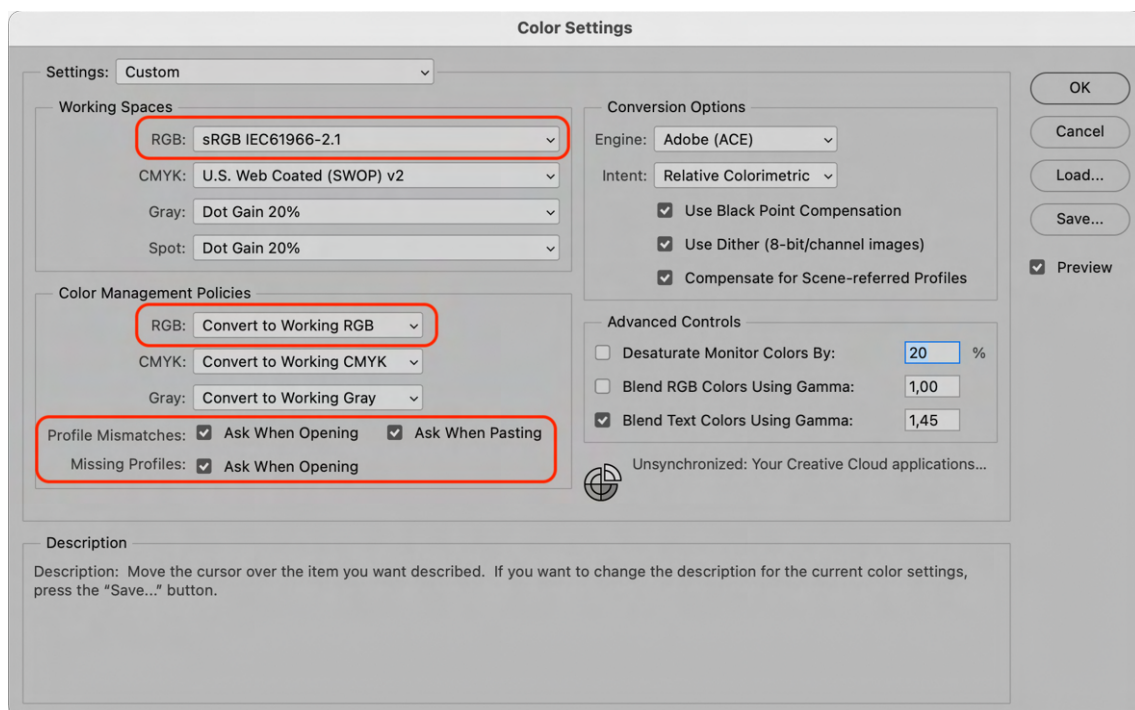 Color Settings
Settings: Custom
Working Spaces
RGB: sRGB IEC61966-2.1
CMYK: U.S. Web Coated (SWOP) v2
Gray: Dot Gain 20%
Spot: Dot Gain 20%
Color Management Policies
RGB: Convert to Working RGB
CMYK: Convert to Working CMYK
Gray: Convert to Working Gray
Profile Mismatches: Ask When Opening Ask When Pasting
Missing Profiles: Ask When Opening
Conversion Options
Engine: Adobe (ACE)
Intent: Relative Colorimetric
Use Black Point Compensation
Use Dither (8-bit/channel images)
Compensate for Scene-referred Profiles
Advanced Controls
Desaturate Monitor Colors By: 20 %
Blend RGB Colors Using Gamma: 1,00
Blend Text Colors Using Gamma: 1,45
Unsynchronized: Your Creative Cloud applications...
OK
Cancel
Load...
Save...
Preview
Description
Description: Move the cursor over the item you want described. If you want to change the description for the current color settings,
press the “Save...” button.